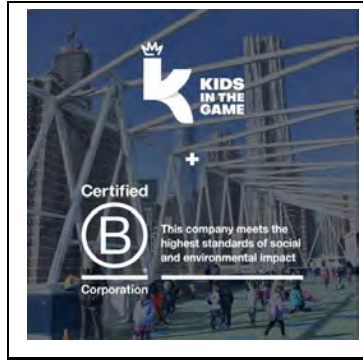 KIDS
IN THE
GAME
+
Certified
B
This company meets the
highest standards of social
and environmental impact
Corporation